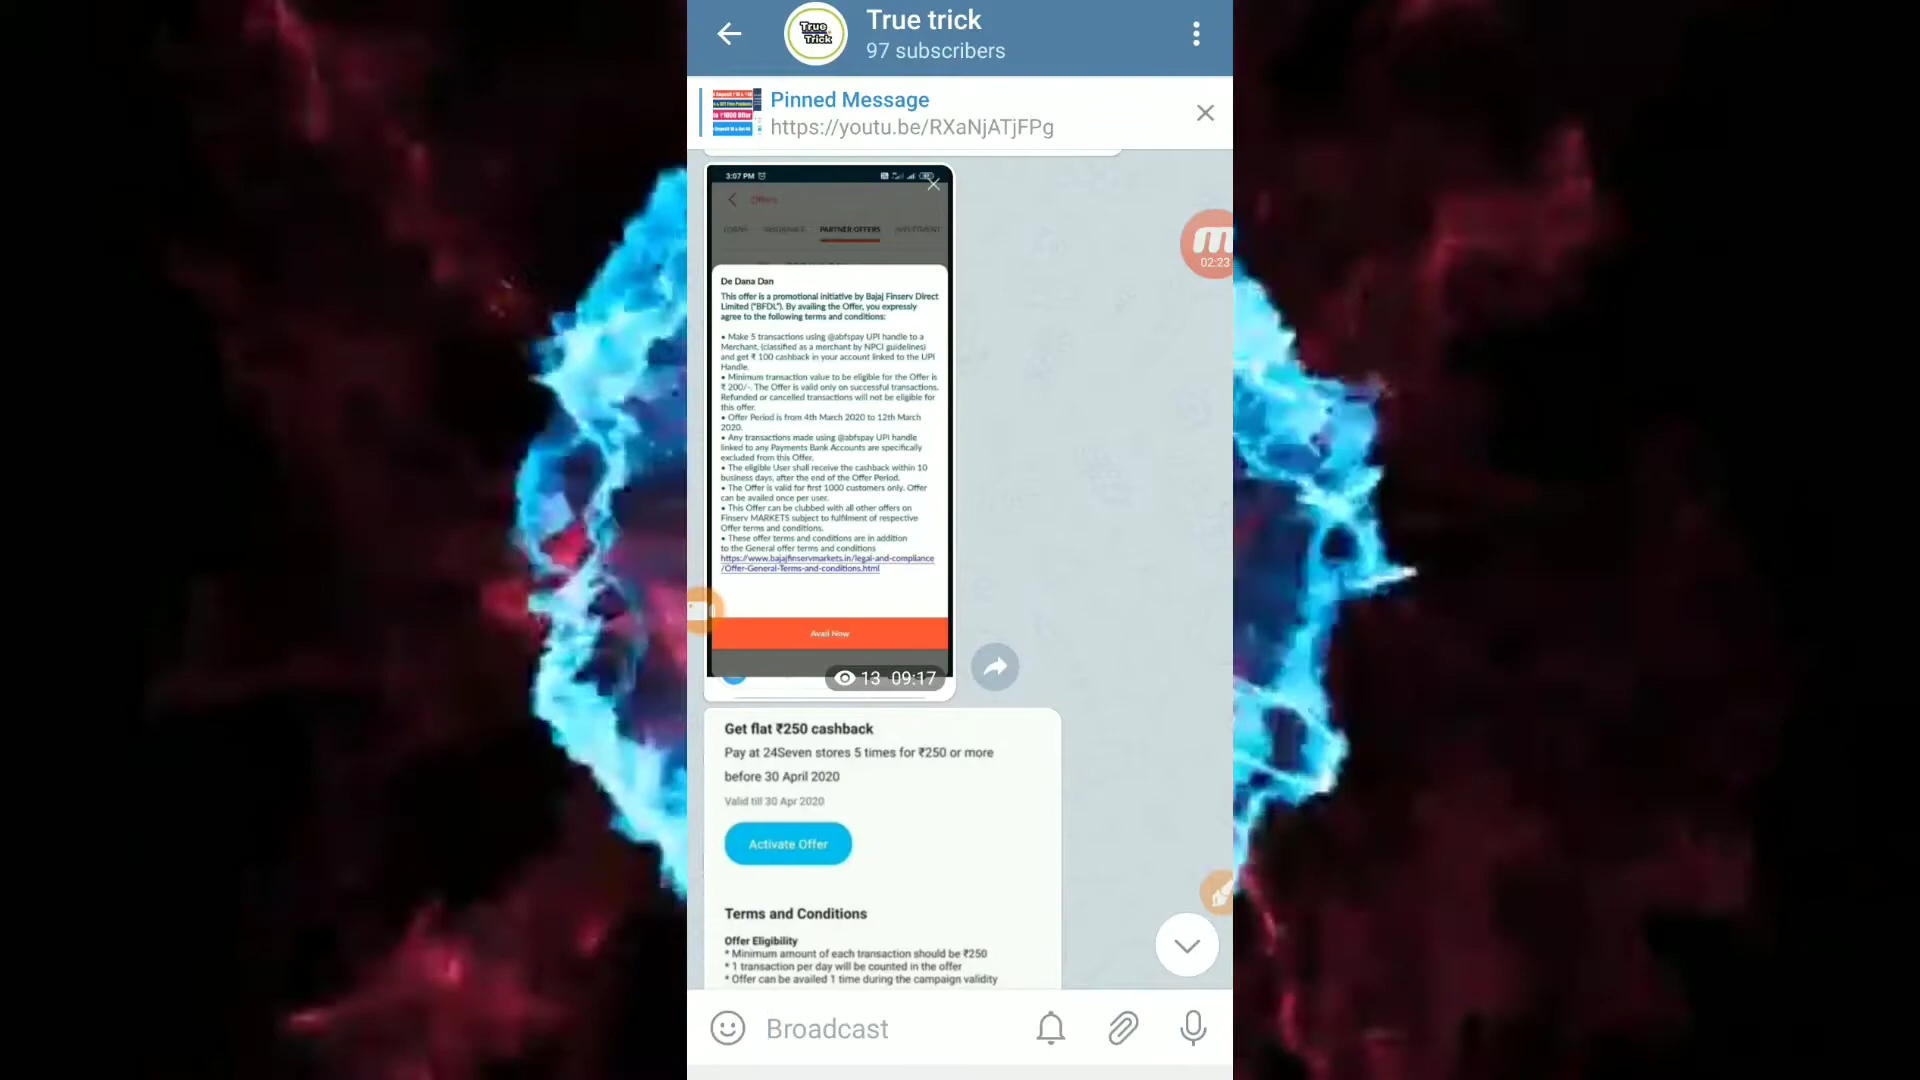 True trick
97 subscribers
True
Trick
Pinned Message
https://youtu.be/RXaNjATjFPg
3:07 PM
Offers
LOANS INSURANCE PARTNER OFFERS INVESTMENT
De Dana Dan
This offer is a promotional initiative by Bajaj Finserv Direct
Limited ("BFDL"). By availing the Offer, you expressly
agree to the following terms and conditions:
• Make 5 transactions using @abfspay UPI handle to a
Merchant, (classified as a merchant by NPCI guidelines)
and get ₹ 100 cashback in your account linked to the UPI
Handle.
• Minimum transaction value to be eligible for the Offer is
₹ 200/-. The Offer is valid only on successful transactions.
Refunded or cancelled transactions will not be eligible for
this offer.
• Offer Period is from 4th March 2020 to 12th March
2020.
• Any transactions made using @abfspay UPI handle
linked to any Payments Bank Accounts are specifically
excluded from this Offer.
• The eligible User shall receive the cashback within 10
business days, after the end of the Offer Period.
• The Offer is valid for first 1000 customers only. Offer
can be availed once per user.
• This Offer can be clubbed with all other offers on
Finserv MARKETS subject to fulfilment of respective
Offer terms and conditions.
• These offer terms and conditions are in addition
to the General offer terms and conditions
https://www.bajajfinservmarkets.in/legal-and-compliance
/Offer-General-Terms-and-conditions.html
Avail Now
13 09:17
02:23
Get flat ₹250 cashback
Pay at 24Seven stores 5 times for ₹250 or more
before 30 April 2020
Valid till 30 Apr 2020
Activate Offer
Terms and Conditions
Offer Eligibility
* Minimum amount of each transaction should be ₹250
* 1 transaction per day will be counted in the offer
* Offer can be availed 1 time during the campaign validity
Broadcast